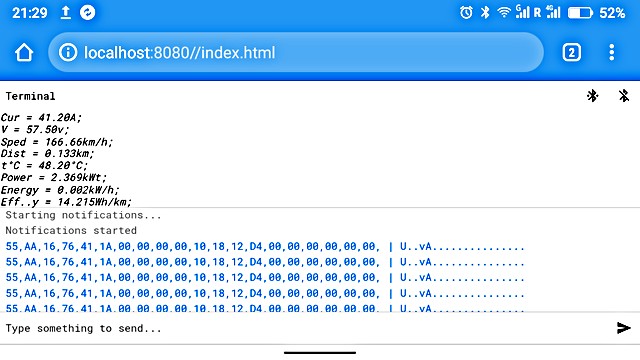 21:29
G R 4G 52%
localhost:8080//index.html
2
Terminal
Cur = 41.20A;
V = 57.50v;
Sped = 166.66km/h;
Dist = 0.133km;
t°C = 48.20°C;
Power = 2.369kWt;
Energy = 0.002kW/h;
Eff..y = 14.215Wh/km;
Starting notifications...
Notifications started
55,AA,16,76,41,1A,00,00,00,00,10,18,12,D4,00,00,00,00,00,00, | U..vA...............
55,AA,16,76,41,1A,00,00,00,00,10,18,12,D4,00,00,00,00,00,00, | U..vA...............
55,AA,16,76,41,1A,00,00,00,00,10,18,12,D4,00,00,00,00,00,00, | U..vA...............
55,AA,16,76,41,1A,00,00,00,00,10,18,12,D4,00,00,00,00,00,00, | U..vA...............
55,AA,16,76,41,1A,00,00,00,00,10,18,12,D4,00,00,00,00,00,00, | U..vA...............
Type something to send...